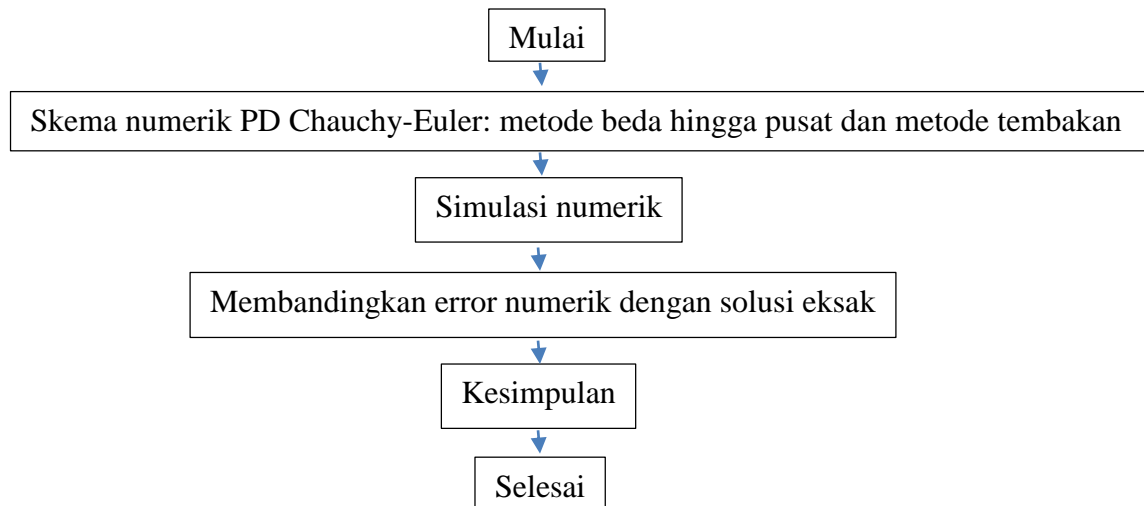 Mulai
Skema numerik PD Chauchy-Euler: metode beda hingga pusat dan metode tembakan
Simulasi numerik
Membandingkan error numerik dengan solusi eksak
Kesimpulan
Selesai